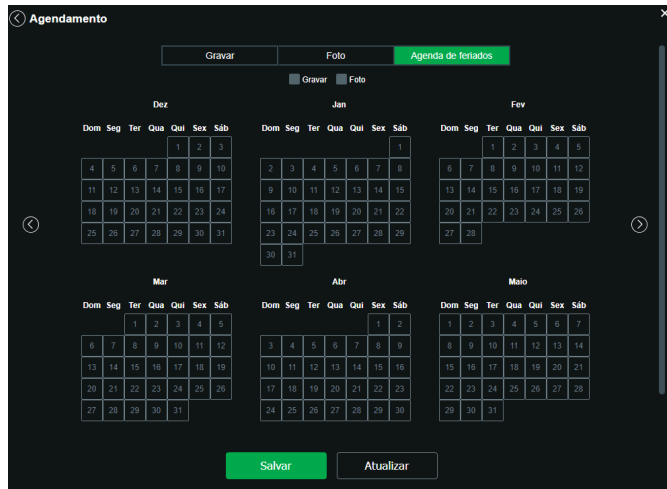 Agendamento
Gravar Foto Agenda de feriados
Gravar Foto
Dez Jan Fev
Dom Seg Ter Qua Qui Sex Sáb Dom Seg Ter Qua Qui Sex Sáb Dom Seg Ter Qua Qui Sex Sáb
1 2 3 1 1 2 3 4 5
4 5 6 7 8 9 10 2 3 4 5 6 7 8 6 7 8 9 10 11 12
11 12 13 14 15 16 17 9 10 11 12 13 14 15 13 14 15 16 17 18 19
18 19 20 21 22 23 24 16 17 18 19 20 21 22 20 21 22 23 24 25 26
25 26 27 28 29 30 31 23 24 25 26 27 28 29 27 28
30 31
Mar Abr Maio
Dom Seg Ter Qua Qui Sex Sáb Dom Seg Ter Qua Qui Sex Sáb Dom Seg Ter Qua Qui Sex Sáb
1 2 3 4 5 1 2 1 2 3 4 5 6 7
6 7 8 9 10 11 12 3 4 5 6 7 8 9 8 9 10 11 12 13 14
13 14 15 16 17 18 19 10 11 12 13 14 15 16 15 16 17 18 19 20 21
20 21 22 23 24 25 26 17 18 19 20 21 22 23 22 23 24 25 26 27 28
27 28 29 30 31 24 25 26 27 28 29 30 29 30 31
Salvar Atualizar